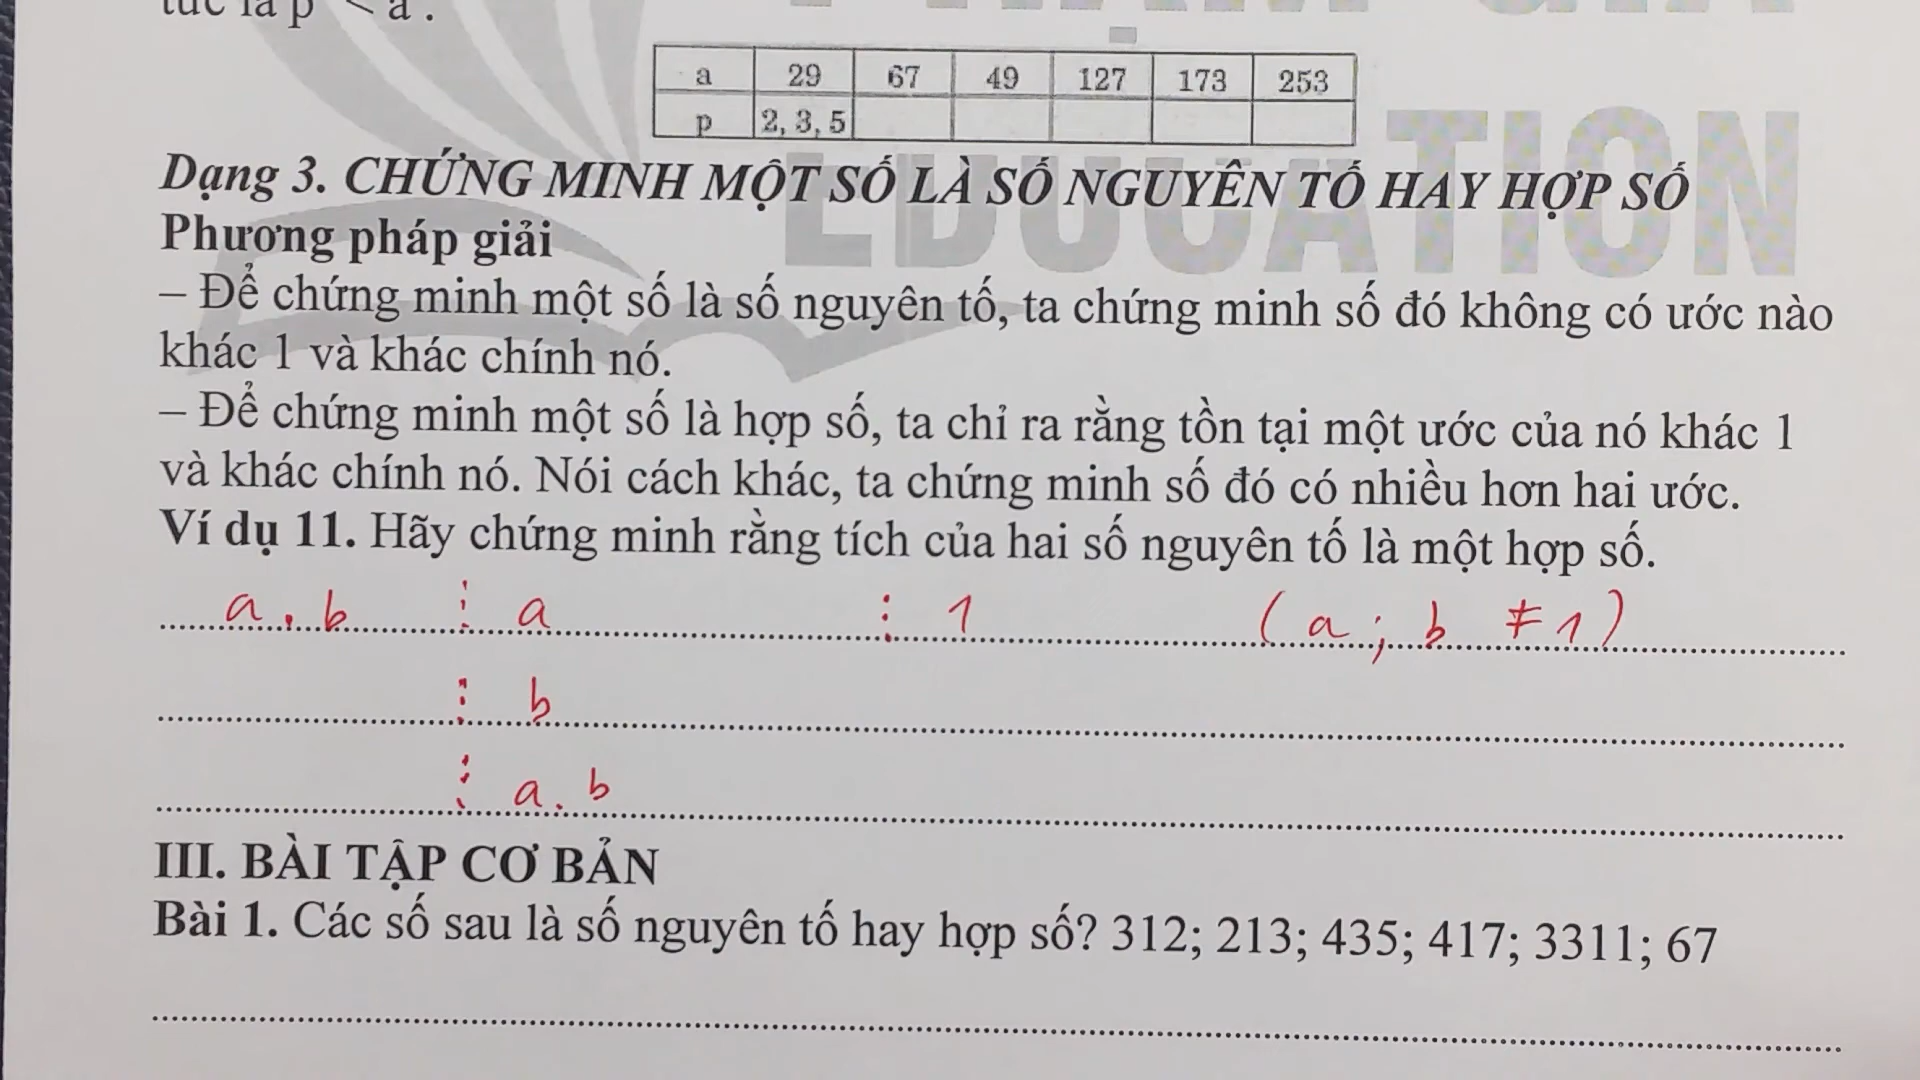 tức là p < a .
PHẠM GIA
a 29 67 49 127 173 253
p 2, 3, 5
EDUCATION
Dạng 3. CHỨNG MINH MỘT SỐ LÀ SỐ NGUYÊN TỐ HAY HỢP SỐ
Phương pháp giải
– Để chứng minh một số là số nguyên tố, ta chứng minh số đó không có ước nào
khác 1 và khác chính nó.
– Để chứng minh một số là hợp số, ta chỉ ra rằng tồn tại một ước của nó khác 1
và khác chính nó. Nói cách khác, ta chứng minh số đó có nhiều hơn hai ước.
Ví dụ 11. Hãy chứng minh rằng tích của hai số nguyên tố là một hợp số.
a . b ⋮ a ⋮ 1 ( a ; b ≠ 1 )
⋮ b
⋮ a . b
III. BÀI TẬP CƠ BẢN
Bài 1. Các số sau là số nguyên tố hay hợp số? 312; 213; 435; 417; 3311; 67